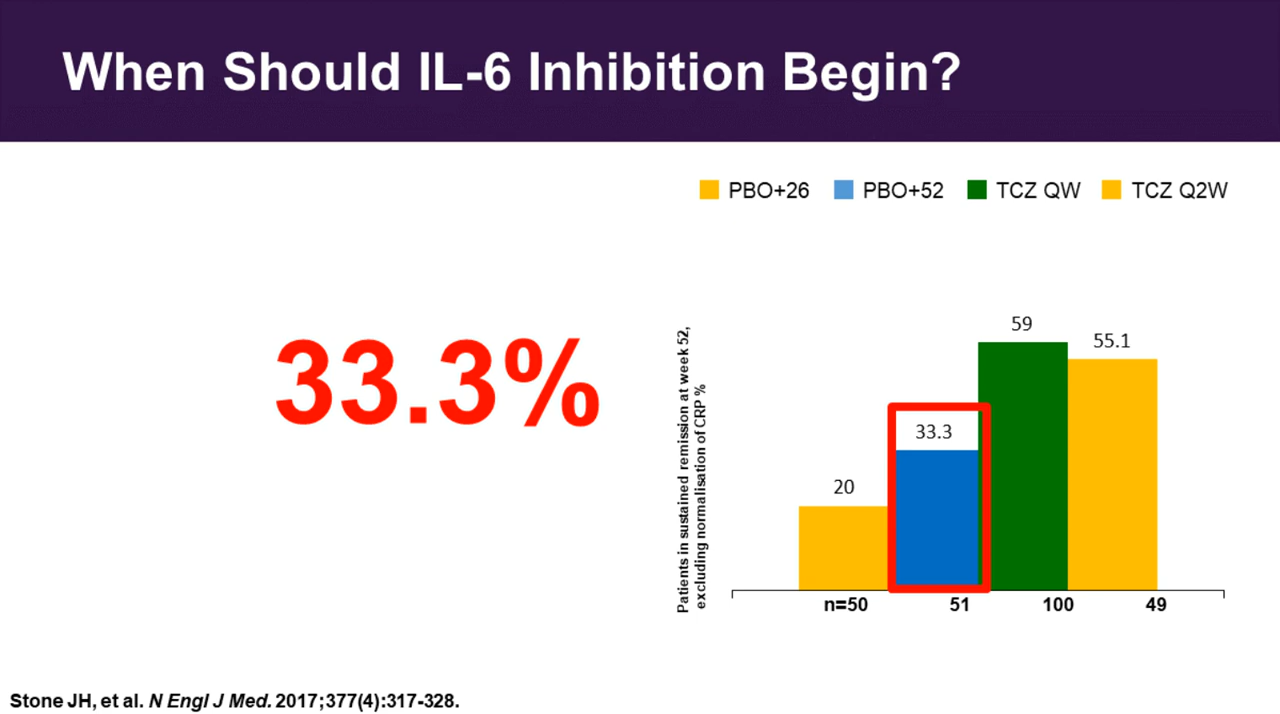 When Should IL-6 Inhibition Begin?
PBO+26 PBO+52 TCZ QW TCZ Q2W
33.3%
Patients in sustained remission at week 52,
excluding normalisation of CRP %
20
33.3
59
55.1
n=50 51 100 49
Stone JH, et al. N Engl J Med. 2017;377(4):317-328.